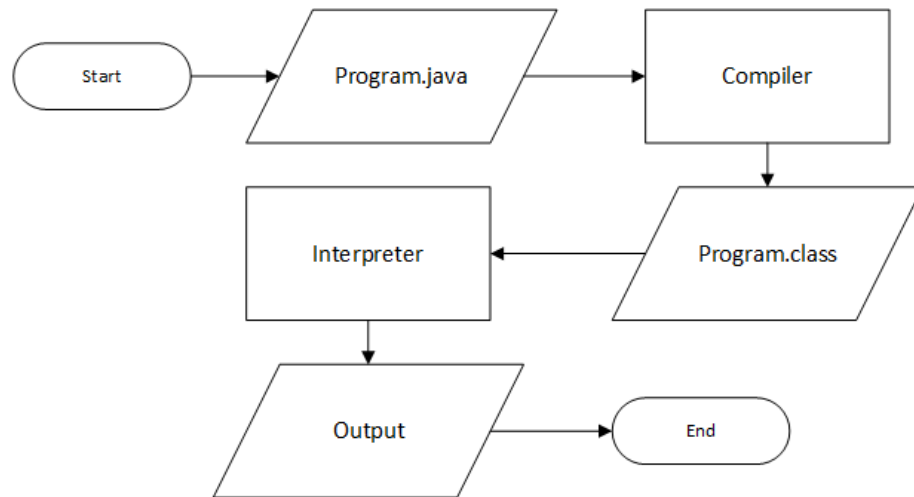 Start
Program.java
Compiler
Program.class
Interpreter
Output
End